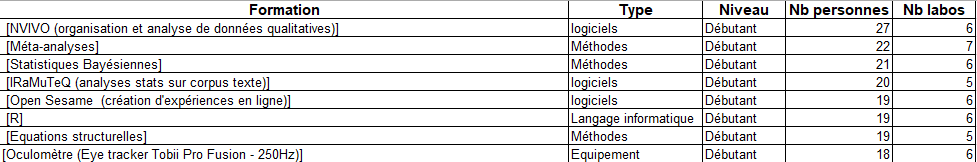 Formation Type Niveau Nb personnes Nb labos
[NVIVO (organisation et analyse de données qualitatives)] logiciels Débutant 27 6
[Méta-analyses] Méthodes Débutant 22 7
[Statistiques Bayésiennes] Méthodes Débutant 21 6
[IRaMuTeQ (analyses stats sur corpus texte)] logiciels Débutant 20 5
[Open Sesame (création d'expériences en ligne)] logiciels Débutant 19 6
[R] Langage informatique Débutant 19 6
[Equations structurelles] Méthodes Débutant 19 5
[Oculomètre (Eye tracker Tobii Pro Fusion - 250Hz)] Equipement Débutant 18 6